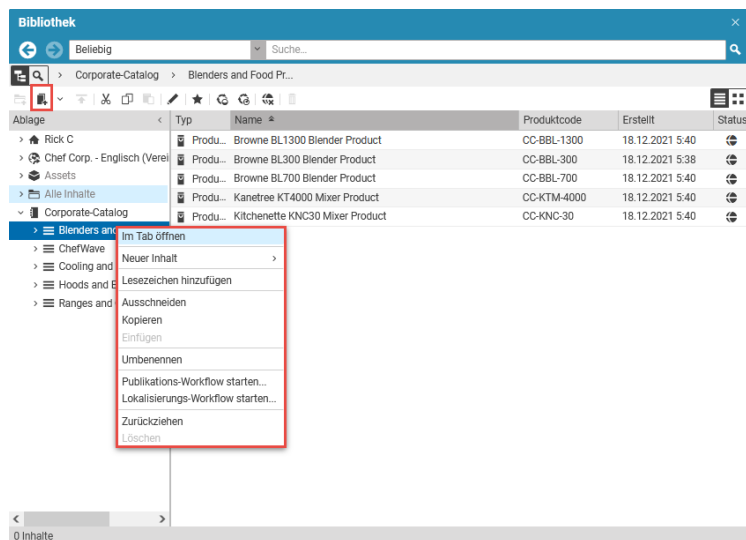 Bibliothek
Beliebig Suche...
Corporate-Catalog > Blenders and Food Pr...
Ablage Typ Name Produktcode Erstellt Status
Rick C
Produ... Browne BL1300 Blender Product CC-BBL-1300 18.12.2021 5:40
Chef Corp. - Englisch (Verei
Produ... Browne BL300 Blender Product CC-BBL-300 18.12.2021 5:38
Assets
Produ... Browne BL700 Blender Product CC-BBL-700 18.12.2021 5:40
Alle Inhalte
Produ... Kanetree KT4000 Mixer Product CC-KTM-4000 18.12.2021 5:40
Corporate-Catalog
Produ... Kitchenette KNC30 Mixer Product CC-KNC-30 18.12.2021 5:40
Blenders and
ChefWave
Cooling and
Hoods and E
Ranges and
Im Tab öffnen
Neuer Inhalt
Lesezeichen hinzufügen
Ausschneiden
Kopieren
Einfügen
Umbenennen
Publikations-Workflow starten...
Lokalisierungs-Workflow starten...
Zurückziehen
Löschen
0 Inhalte